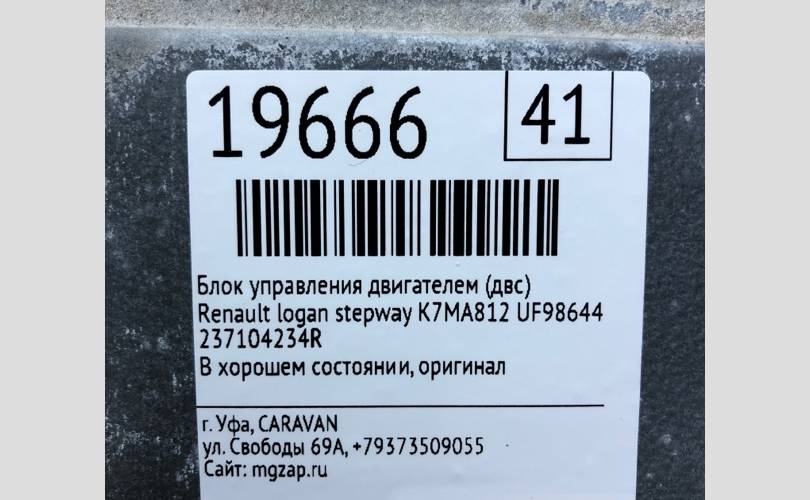 19666
41
Блок управления двигателем (двс)
Renault logan stepway K7MA812 UF98644
237104234R
В хорошем состоянии, оригинал
г. Уфа, CARAVAN
ул. Свободы 69А, +79373509055
Сайт: mgzap.ru